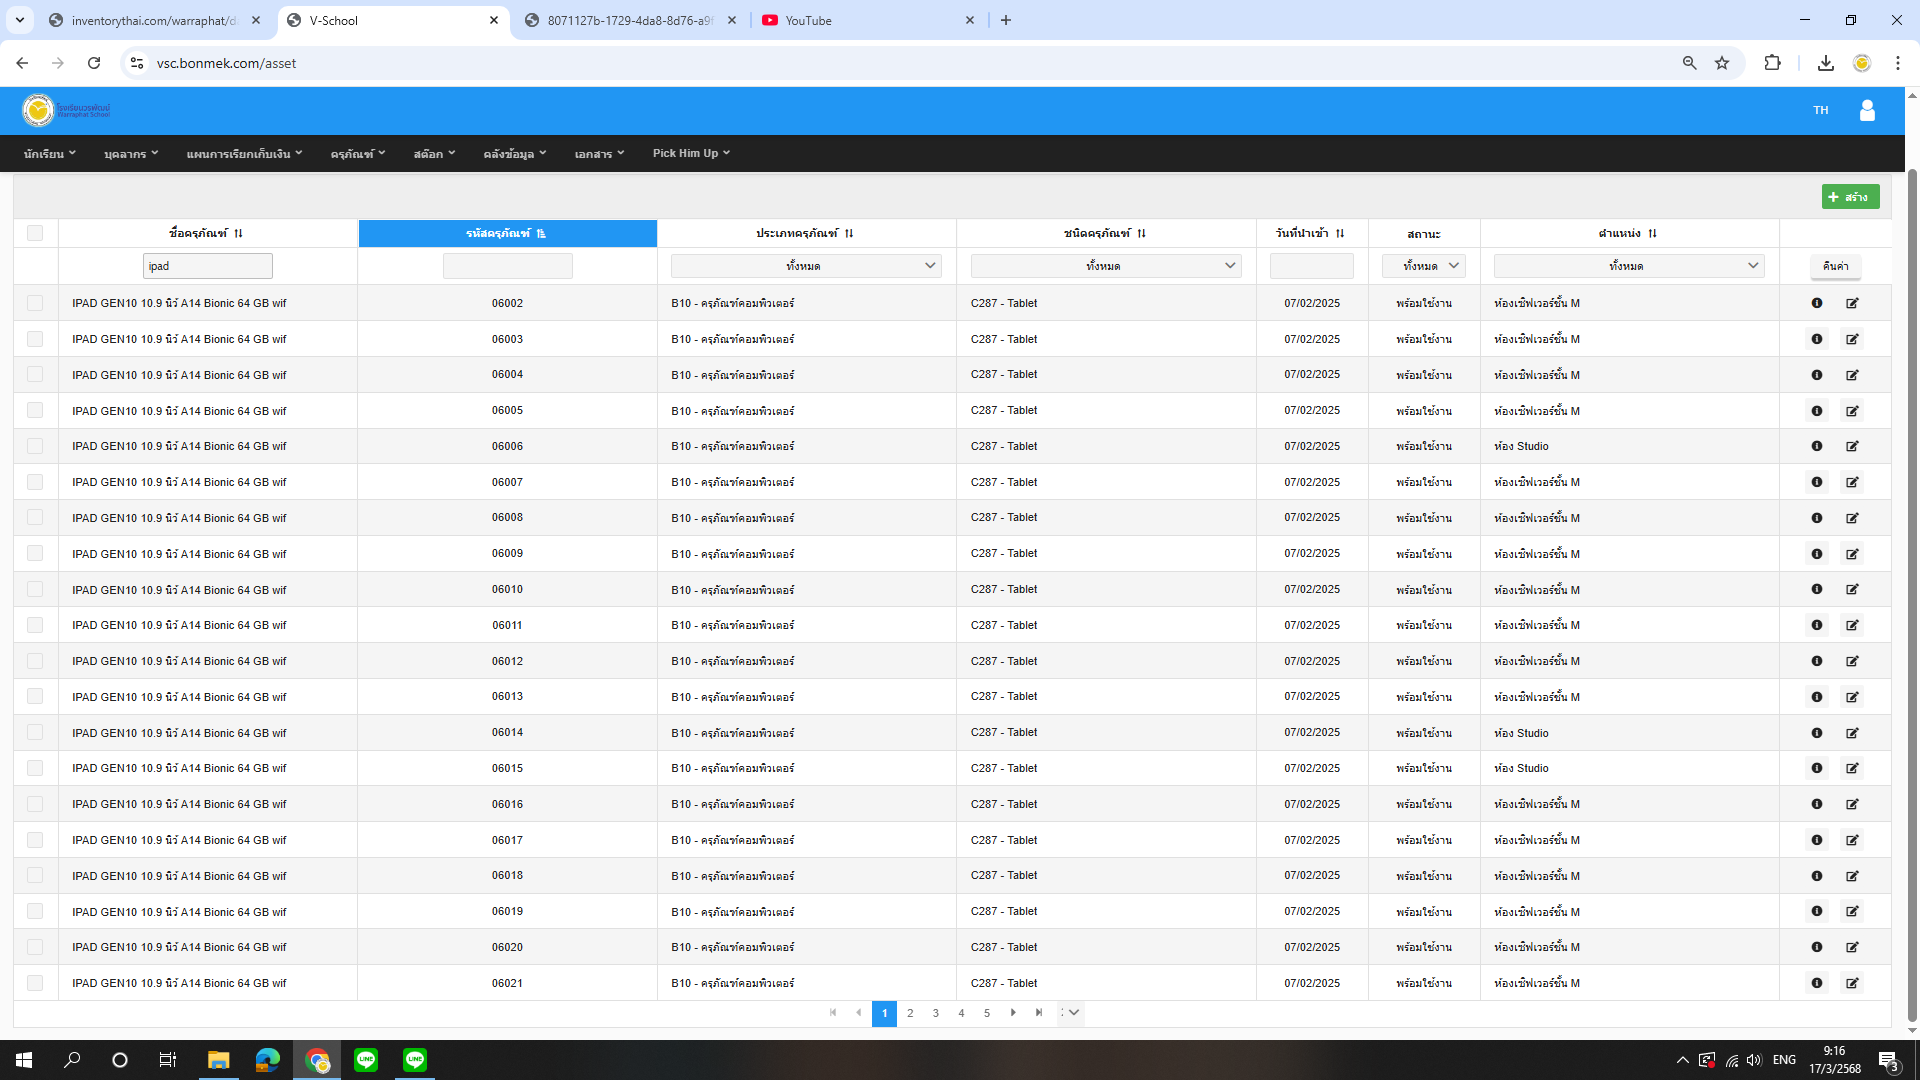 inventorythai.com/warraphat/d
V-School
8071127b-1729-4da8-8d76-a9f
YouTube
vsc.bonmek.com/asset
โรงเรียนวรพัฒน์
Warraphat School
TH
นักเรียน บุคลากร แผนการเรียกเก็บเงิน ครุภัณฑ์ สต๊อก คลังข้อมูล เอกสาร Pick Him Up
สร้าง
ชื่อครุภัณฑ์ รหัสครุภัณฑ์ ประเภทครุภัณฑ์ ชนิดครุภัณฑ์ วันที่นำเข้า สถานะ ตำแหน่ง
ipad ทั้งหมด ทั้งหมด ทั้งหมด ทั้งหมด คืนค่า
IPAD GEN10 10.9 นิ้ว A14 Bionic 64 GB wif 06002 B10 - ครุภัณฑ์คอมพิวเตอร์ C287 - Tablet 07/02/2025 พร้อมใช้งาน ห้องเซิฟเวอร์ชั้น M
IPAD GEN10 10.9 นิ้ว A14 Bionic 64 GB wif 06003 B10 - ครุภัณฑ์คอมพิวเตอร์ C287 - Tablet 07/02/2025 พร้อมใช้งาน ห้องเซิฟเวอร์ชั้น M
IPAD GEN10 10.9 นิ้ว A14 Bionic 64 GB wif 06004 B10 - ครุภัณฑ์คอมพิวเตอร์ C287 - Tablet 07/02/2025 พร้อมใช้งาน ห้องเซิฟเวอร์ชั้น M
IPAD GEN10 10.9 นิ้ว A14 Bionic 64 GB wif 06005 B10 - ครุภัณฑ์คอมพิวเตอร์ C287 - Tablet 07/02/2025 พร้อมใช้งาน ห้องเซิฟเวอร์ชั้น M
IPAD GEN10 10.9 นิ้ว A14 Bionic 64 GB wif 06006 B10 - ครุภัณฑ์คอมพิวเตอร์ C287 - Tablet 07/02/2025 พร้อมใช้งาน ห้อง Studio
IPAD GEN10 10.9 นิ้ว A14 Bionic 64 GB wif 06007 B10 - ครุภัณฑ์คอมพิวเตอร์ C287 - Tablet 07/02/2025 พร้อมใช้งาน ห้องเซิฟเวอร์ชั้น M
IPAD GEN10 10.9 นิ้ว A14 Bionic 64 GB wif 06008 B10 - ครุภัณฑ์คอมพิวเตอร์ C287 - Tablet 07/02/2025 พร้อมใช้งาน ห้องเซิฟเวอร์ชั้น M
IPAD GEN10 10.9 นิ้ว A14 Bionic 64 GB wif 06009 B10 - ครุภัณฑ์คอมพิวเตอร์ C287 - Tablet 07/02/2025 พร้อมใช้งาน ห้องเซิฟเวอร์ชั้น M
IPAD GEN10 10.9 นิ้ว A14 Bionic 64 GB wif 06010 B10 - ครุภัณฑ์คอมพิวเตอร์ C287 - Tablet 07/02/2025 พร้อมใช้งาน ห้องเซิฟเวอร์ชั้น M
IPAD GEN10 10.9 นิ้ว A14 Bionic 64 GB wif 06011 B10 - ครุภัณฑ์คอมพิวเตอร์ C287 - Tablet 07/02/2025 พร้อมใช้งาน ห้องเซิฟเวอร์ชั้น M
IPAD GEN10 10.9 นิ้ว A14 Bionic 64 GB wif 06012 B10 - ครุภัณฑ์คอมพิวเตอร์ C287 - Tablet 07/02/2025 พร้อมใช้งาน ห้องเซิฟเวอร์ชั้น M
IPAD GEN10 10.9 นิ้ว A14 Bionic 64 GB wif 06013 B10 - ครุภัณฑ์คอมพิวเตอร์ C287 - Tablet 07/02/2025 พร้อมใช้งาน ห้องเซิฟเวอร์ชั้น M
IPAD GEN10 10.9 นิ้ว A14 Bionic 64 GB wif 06014 B10 - ครุภัณฑ์คอมพิวเตอร์ C287 - Tablet 07/02/2025 พร้อมใช้งาน ห้อง Studio
IPAD GEN10 10.9 นิ้ว A14 Bionic 64 GB wif 06015 B10 - ครุภัณฑ์คอมพิวเตอร์ C287 - Tablet 07/02/2025 พร้อมใช้งาน ห้อง Studio
IPAD GEN10 10.9 นิ้ว A14 Bionic 64 GB wif 06016 B10 - ครุภัณฑ์คอมพิวเตอร์ C287 - Tablet 07/02/2025 พร้อมใช้งาน ห้องเซิฟเวอร์ชั้น M
IPAD GEN10 10.9 นิ้ว A14 Bionic 64 GB wif 06017 B10 - ครุภัณฑ์คอมพิวเตอร์ C287 - Tablet 07/02/2025 พร้อมใช้งาน ห้องเซิฟเวอร์ชั้น M
IPAD GEN10 10.9 นิ้ว A14 Bionic 64 GB wif 06018 B10 - ครุภัณฑ์คอมพิวเตอร์ C287 - Tablet 07/02/2025 พร้อมใช้งาน ห้องเซิฟเวอร์ชั้น M
IPAD GEN10 10.9 นิ้ว A14 Bionic 64 GB wif 06019 B10 - ครุภัณฑ์คอมพิวเตอร์ C287 - Tablet 07/02/2025 พร้อมใช้งาน ห้องเซิฟเวอร์ชั้น M
IPAD GEN10 10.9 นิ้ว A14 Bionic 64 GB wif 06020 B10 - ครุภัณฑ์คอมพิวเตอร์ C287 - Tablet 07/02/2025 พร้อมใช้งาน ห้องเซิฟเวอร์ชั้น M
IPAD GEN10 10.9 นิ้ว A14 Bionic 64 GB wif 06021 B10 - ครุภัณฑ์คอมพิวเตอร์ C287 - Tablet 07/02/2025 พร้อมใช้งาน ห้องเซิฟเวอร์ชั้น M
1 2 3 4 5
ENG
9:16
17/3/2568
3